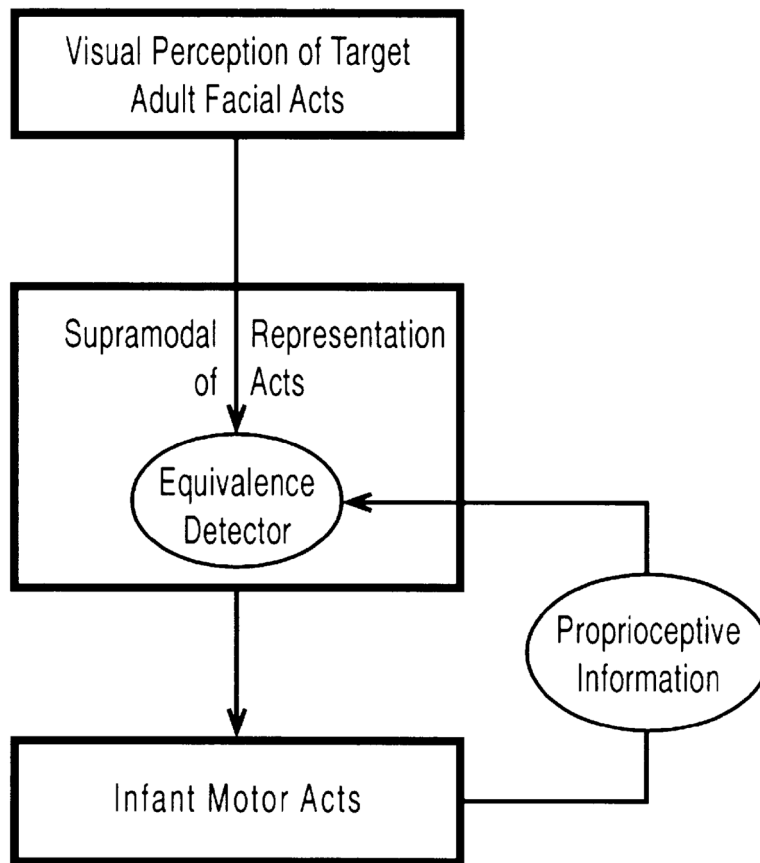 Visual Perception of Target
Adult Facial Acts
Supramodal Representation
of Acts
Equivalence
Detector
Proprioceptive
Information
Infant Motor Acts